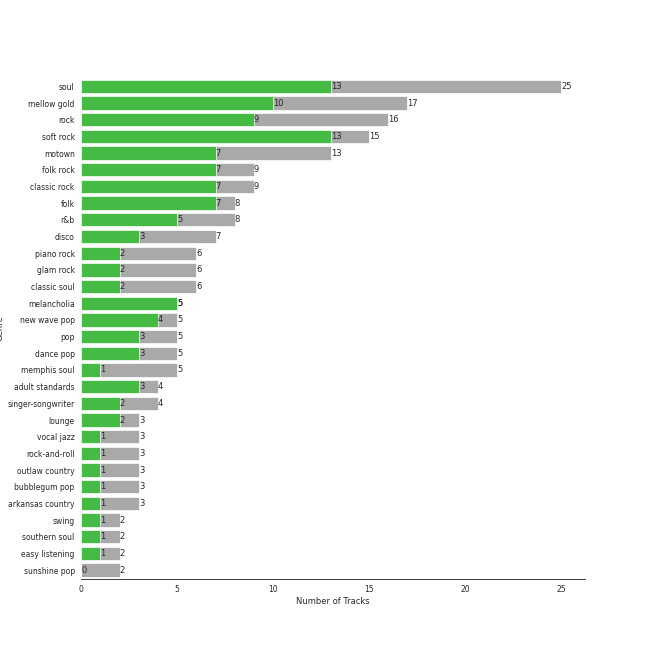 soul 13 25
mellow gold 10 17
rock 9 16
soft rock 13 15
motown 7 13
folk rock 7 9
classic rock 7 9
folk 7 8
r&b 5 8
disco 3 7
piano rock 2 6
glam rock 2 6
classic soul 2 6
melancholia 5 5
new wave pop 4 5
pop 3 5
dance pop 3 5
memphis soul 1 5
adult standards 3 4
singer-songwriter 2 4
lounge 2 3
vocal jazz 1 3
rock-and-roll 1 3
outlaw country 1 3
bubblegum pop 1 3
arkansas country 1 3
swing 1 2
southern soul 1 2
easy listening 1 2
sunshine pop 0 2
0 5 10 15 20 25
Number of Tracks